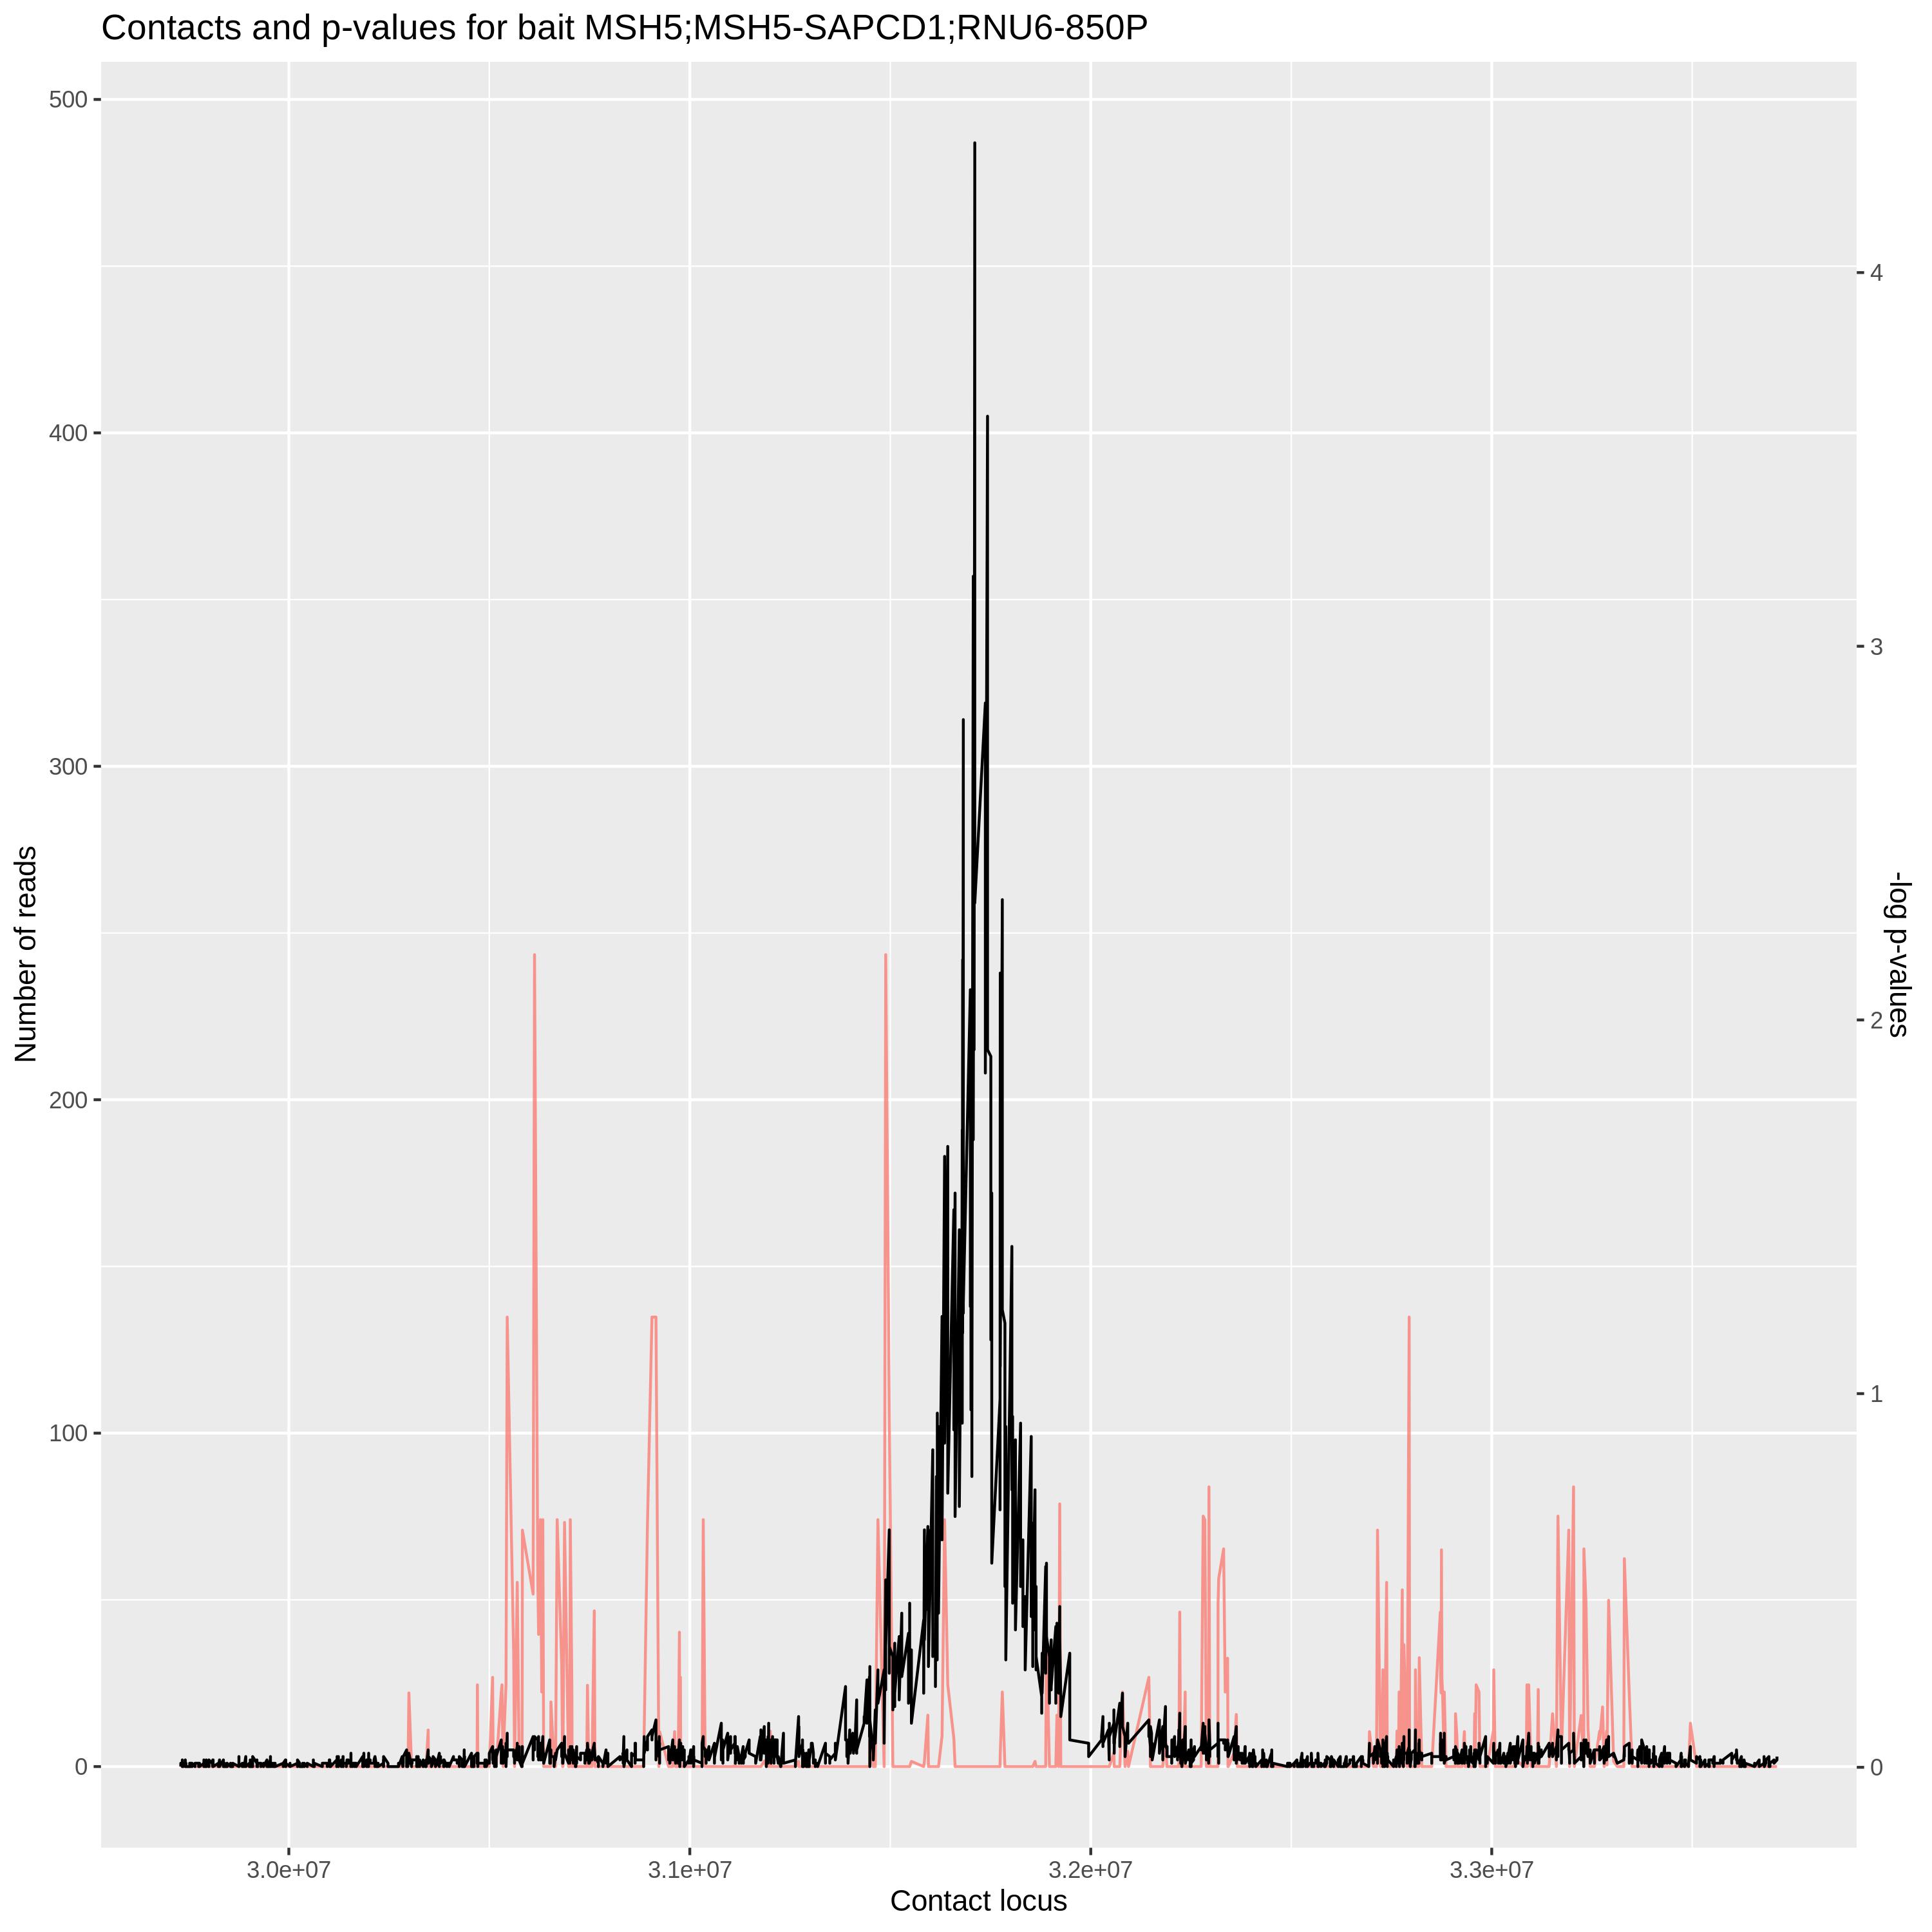 Contacts and p-values for bait MSH5;MSH5-SAPCD1;RNU6-850P
500
400
300
200
100
0
Number of reads
4
3
2
1
0
-log p-values
3.0e+07
3.1e+07
3.2e+07
3.3e+07
Contact locus